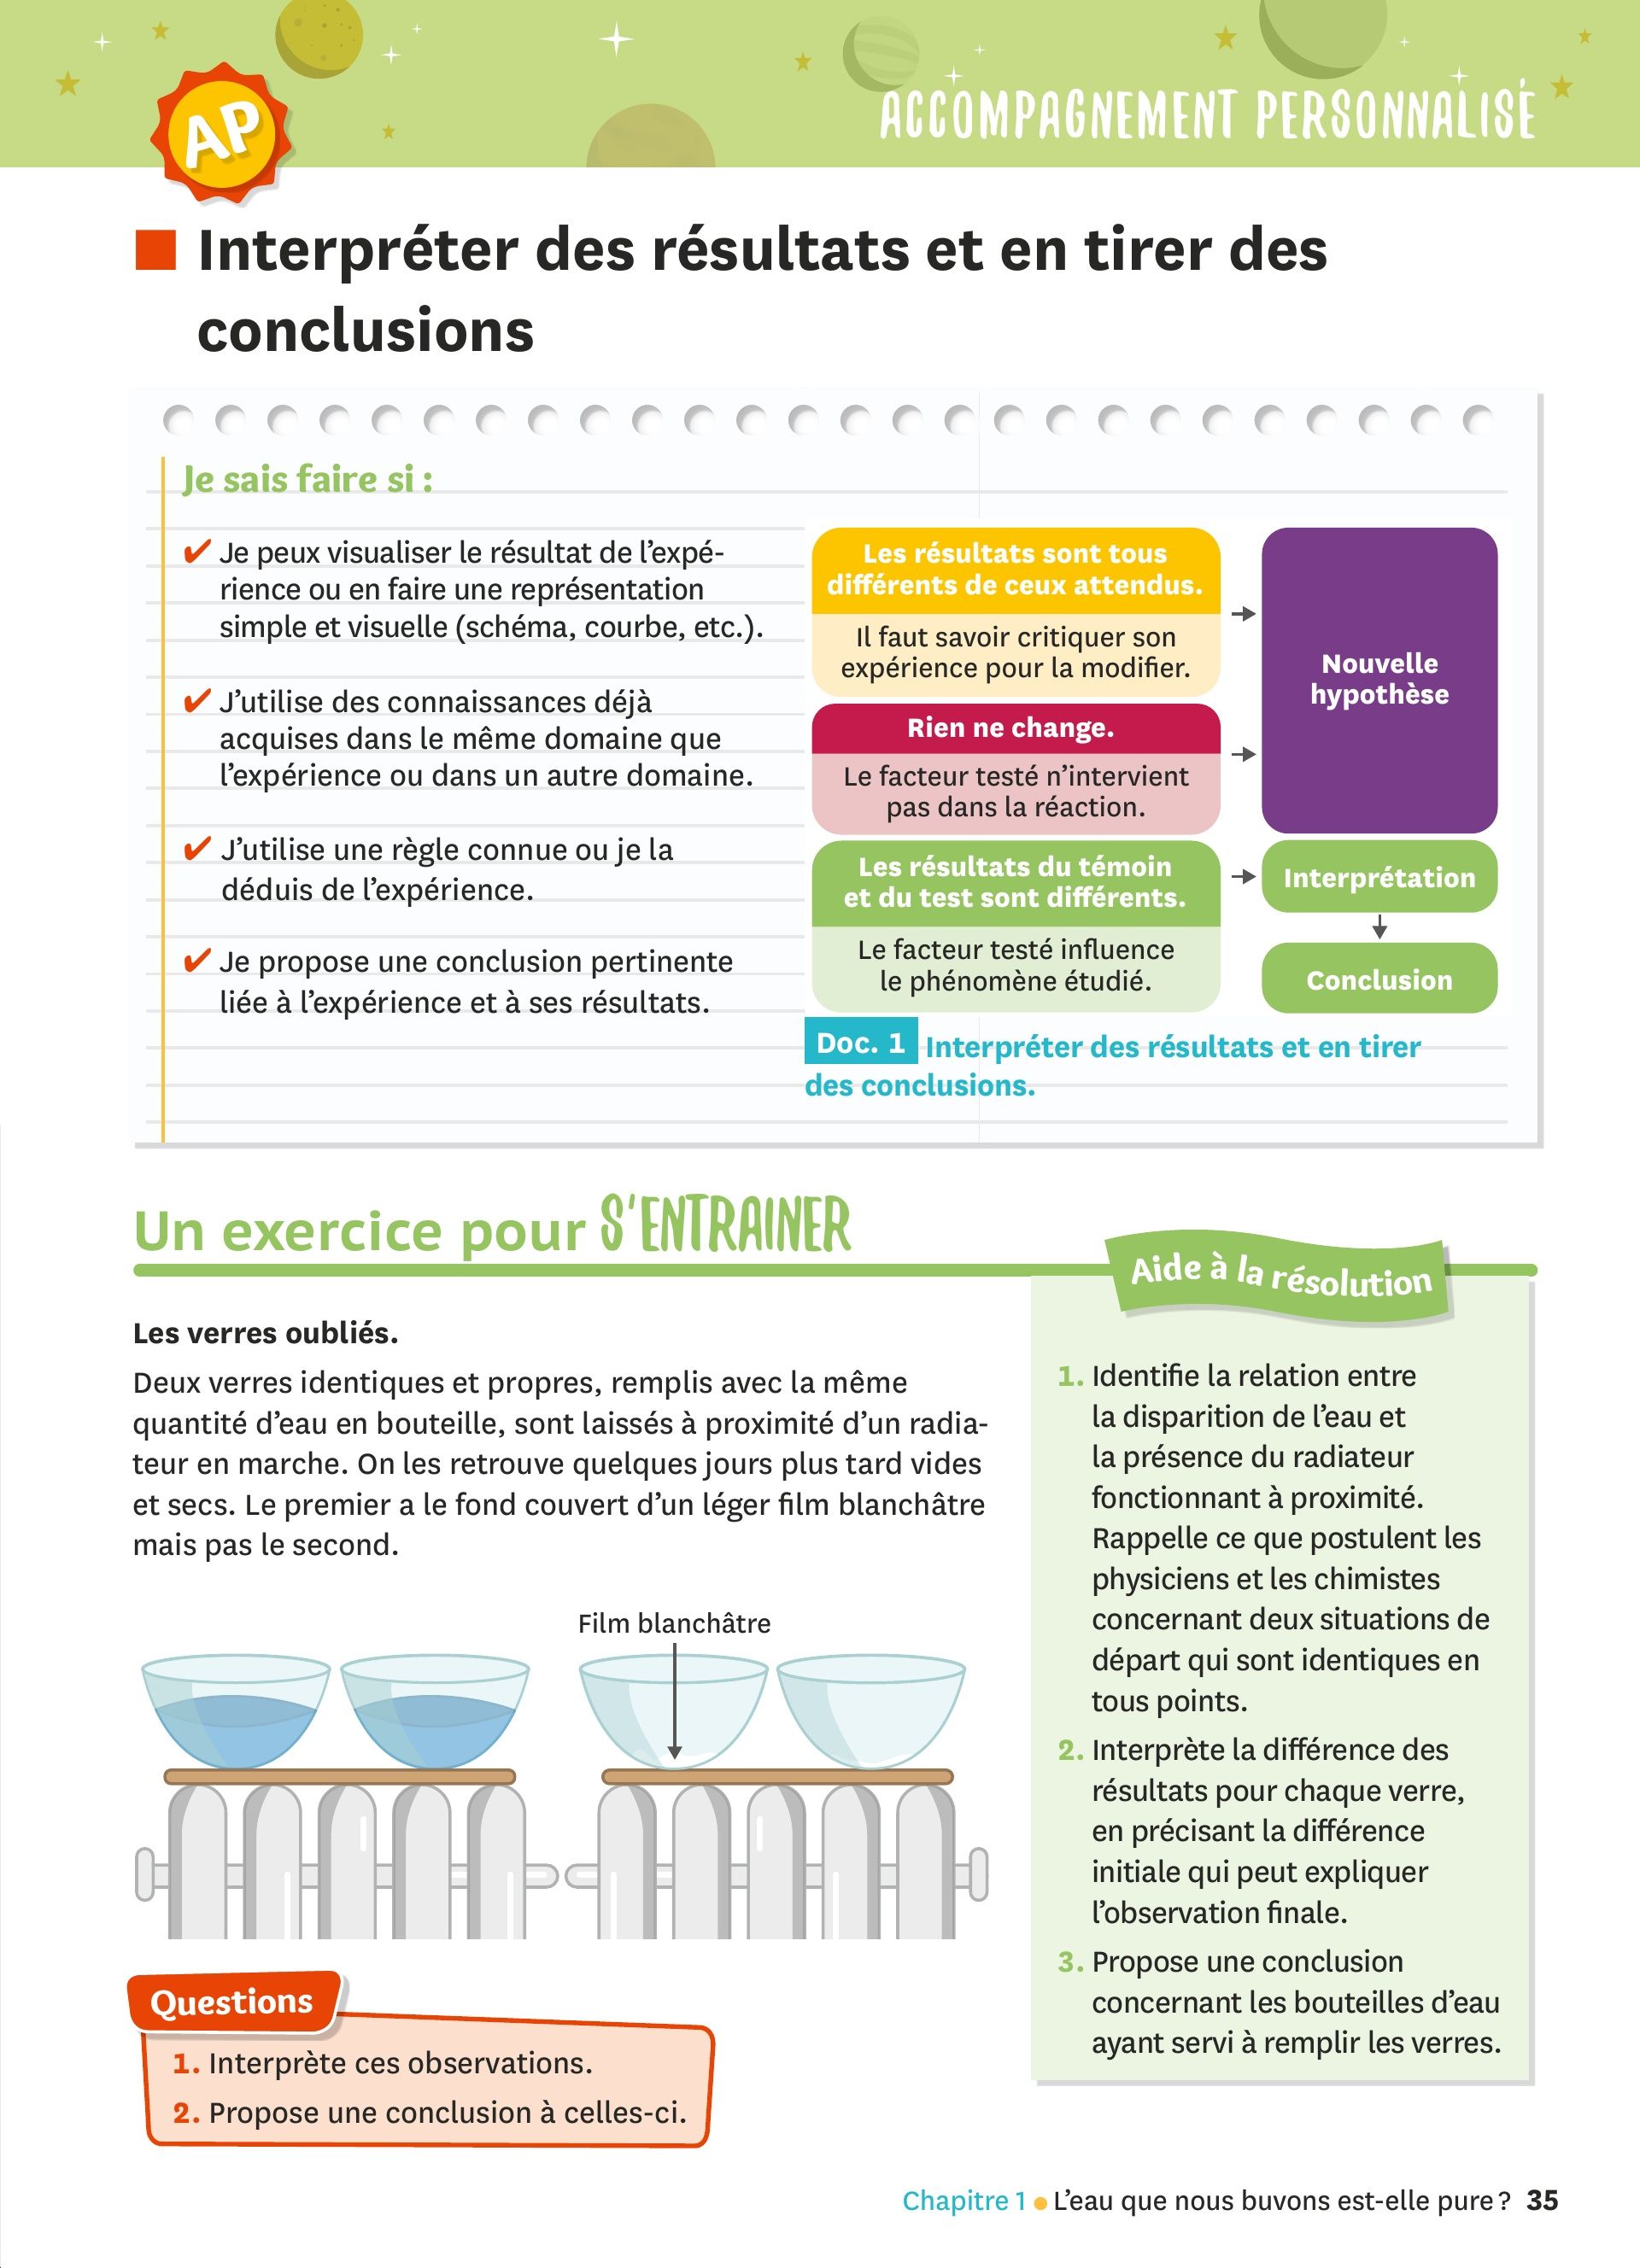 AP
ACCOMPAGNEMENT PERSONNALISÉ
Interpréter des résultats et en tirer des
conclusions
Je sais faire si :
✔ Je peux visualiser le résultat de l’expé-
rience ou en faire une représentation
simple et visuelle (schéma, courbe, etc.).
✔ J’utilise des connaissances déjà
acquises dans le même domaine que
l’expérience ou dans un autre domaine.
✔ J’utilise une règle connue ou je la
déduis de l’expérience.
✔ Je propose une conclusion pertinente
liée à l’expérience et à ses résultats.
Les résultats sont tous
différents de ceux attendus.
Il faut savoir critiquer son
expérience pour la modifier.
Rien ne change.
Le facteur testé n’intervient
pas dans la réaction.
Nouvelle
hypothèse
Les résultats du témoin
et du test sont différents.
Le facteur testé influence
le phénomène étudié.
Interprétation
Conclusion
Doc. 1 Interpréter des résultats et en tirer
des conclusions.
Un exercice pour S’ENTRAINER
Les verres oubliés.
Deux verres identiques et propres, remplis avec la même
quantité d’eau en bouteille, sont laissés à proximité d’un radia-
teur en marche. On les retrouve quelques jours plus tard vides
et secs. Le premier a le fond couvert d’un léger film blanchâtre
mais pas le second.
Film blanchâtre
Questions
1. Interprète ces observations.
2. Propose une conclusion à celles-ci.
Aide à la résolution
1. Identifie la relation entre
la disparition de l’eau et
la présence du radiateur
fonctionnant à proximité.
Rappelle ce que postulent les
physiciens et les chimistes
concernant deux situations de
départ qui sont identiques en
tous points.
2. Interprète la différence des
résultats pour chaque verre,
en précisant la différence
initiale qui peut expliquer
l’observation finale.
3. Propose une conclusion
concernant les bouteilles d’eau
ayant servi à remplir les verres.
Chapitre 1 • L’eau que nous buvons est-elle pure ? 35